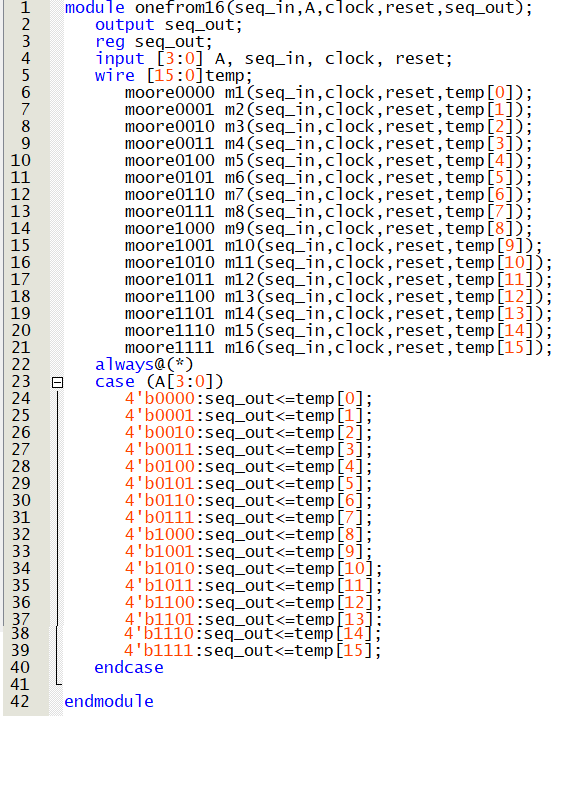 1 module onefrom16(seq_in,A,clock,reset,seq_out);
2 output seq_out;
3 reg seq_out;
4 input [3:0] A, seq_in, clock, reset;
5 wire [15:0]temp;
6 moore0000 m1(seq_in,clock,reset,temp[0]);
7 moore0001 m2(seq_in,clock,reset,temp[1]);
8 moore0010 m3(seq_in,clock,reset,temp[2]);
9 moore0011 m4(seq_in,clock,reset,temp[3]);
10 moore0100 m5(seq_in,clock,reset,temp[4]);
11 moore0101 m6(seq_in,clock,reset,temp[5]);
12 moore0110 m7(seq_in,clock,reset,temp[6]);
13 moore0111 m8(seq_in,clock,reset,temp[7]);
14 moore1000 m9(seq_in,clock,reset,temp[8]);
15 moore1001 m10(seq_in,clock,reset,temp[9]);
16 moore1010 m11(seq_in,clock,reset,temp[10]);
17 moore1011 m12(seq_in,clock,reset,temp[11]);
18 moore1100 m13(seq_in,clock,reset,temp[12]);
19 moore1101 m14(seq_in,clock,reset,temp[13]);
20 moore1110 m15(seq_in,clock,reset,temp[14]);
21 moore1111 m16(seq_in,clock,reset,temp[15]);
22 always@(*)
23 case (A[3:0])
24 4'b0000:seq_out<=temp[0];
25 4'b0001:seq_out<=temp[1];
26 4'b0010:seq_out<=temp[2];
27 4'b0011:seq_out<=temp[3];
28 4'b0100:seq_out<=temp[4];
29 4'b0101:seq_out<=temp[5];
30 4'b0110:seq_out<=temp[6];
31 4'b0111:seq_out<=temp[7];
32 4'b1000:seq_out<=temp[8];
33 4'b1001:seq_out<=temp[9];
34 4'b1010:seq_out<=temp[10];
35 4'b1011:seq_out<=temp[11];
36 4'b1100:seq_out<=temp[12];
37 4'b1101:seq_out<=temp[13];
38 4'b1110:seq_out<=temp[14];
39 4'b1111:seq_out<=temp[15];
40 endcase
41
42 endmodule